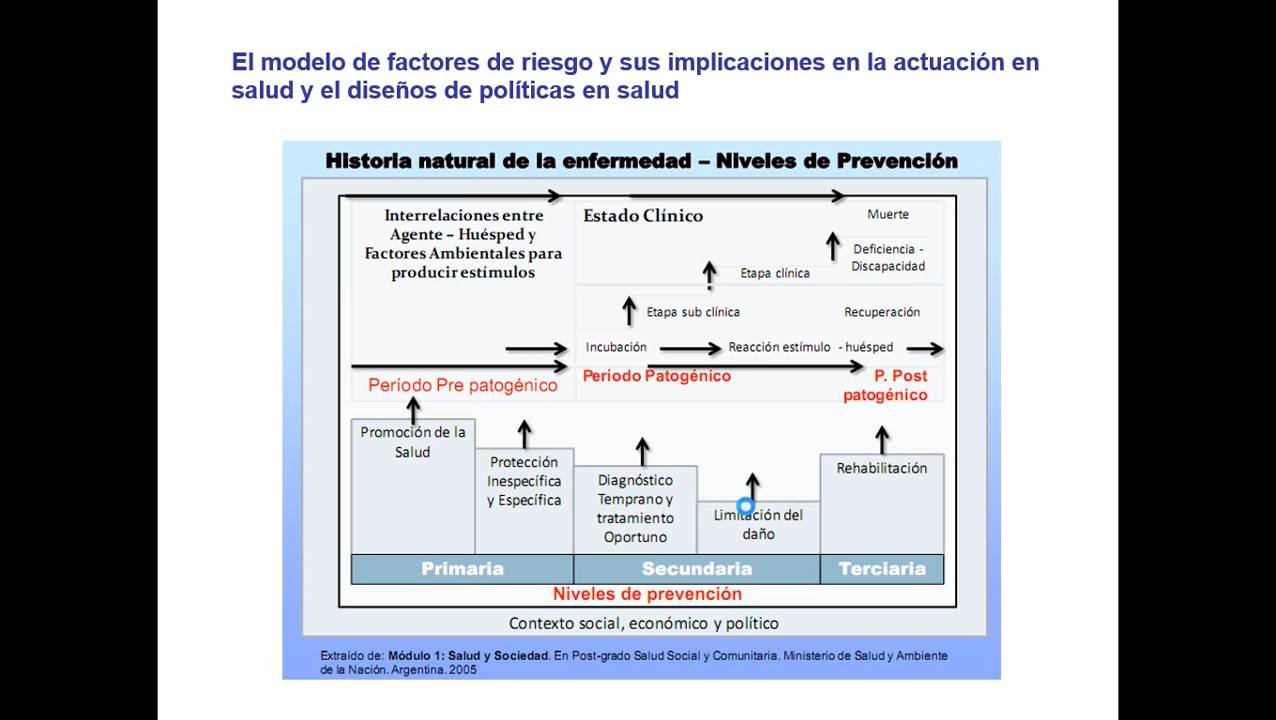 El modelo de factores de riesgo y sus implicaciones en la actuación en
salud y el diseños de políticas en salud
Historia natural de la enfermedad – Niveles de Prevención
Interrelaciones entre
Agente – Huésped y
Factores Ambientales para
producir estímulos
Estado Clínico
Muerte
Deficiencia -
Discapacidad
Etapa clínica
Etapa sub clínica
Recuperación
Incubación
Reacción estímulo - huésped
Período Pre patogénico
Período Patogénico
P. Post
patogénico
Promoción de la
Salud
Protección
Inespecífica
y Específica
Diagnóstico
Temprano y
tratamiento
Oportuno
Limitación del
daño
Rehabilitación
Primaria
Secundaria
Terciaria
Niveles de prevención
Contexto social, económico y político
Extraído de: Módulo 1: Salud y Sociedad. En Post-grado Salud Social y Comunitaria. Ministerio de Salud y Ambiente
de la Nación. Argentina. 2005